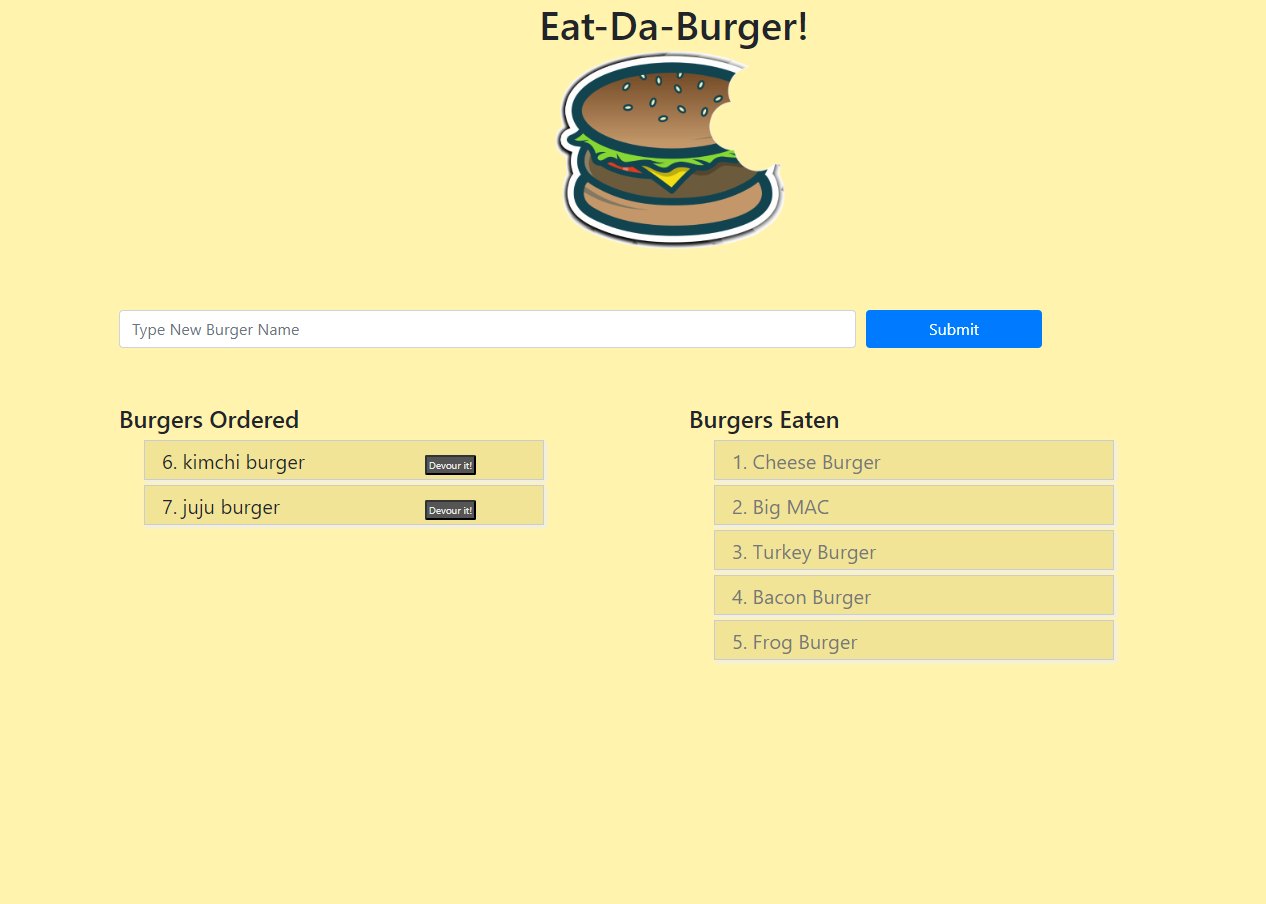 Eat-Da-Burger!
Type New Burger Name
Submit
Burgers Ordered
6. kimchi burger
Devour it!
7. juju burger
Devour it!
Burgers Eaten
1. Cheese Burger
2. Big MAC
3. Turkey Burger
4. Bacon Burger
5. Frog Burger